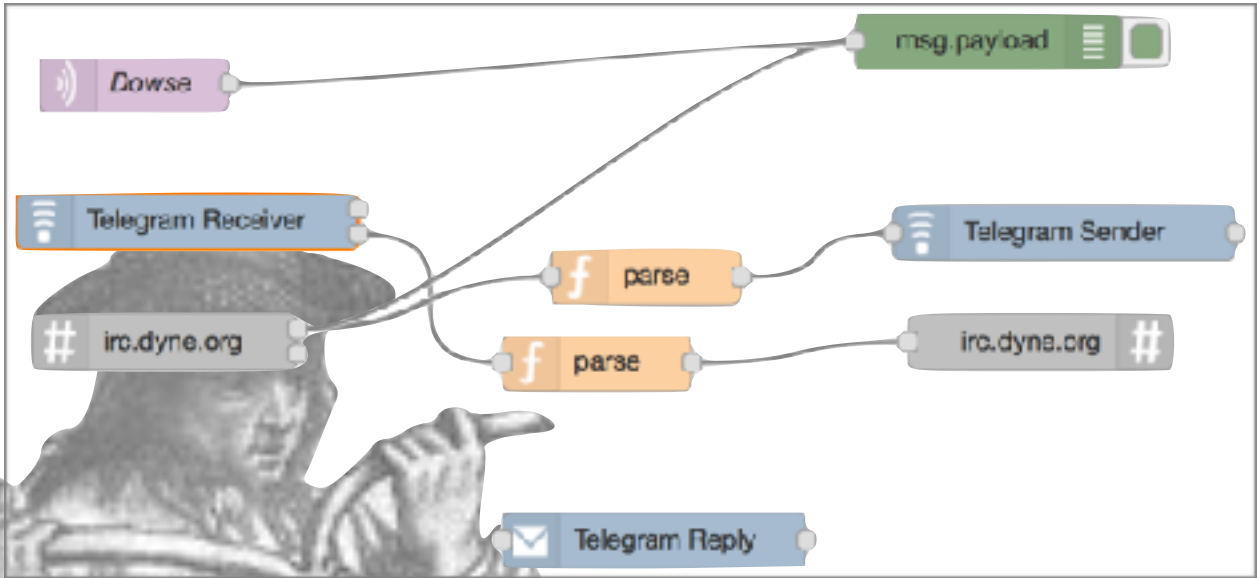 msg.payload
Dowse
Telegram Receiver
Telegram Sender
parse
irc.dyne.org
parse
irc.dyne.org
Telegram Reply